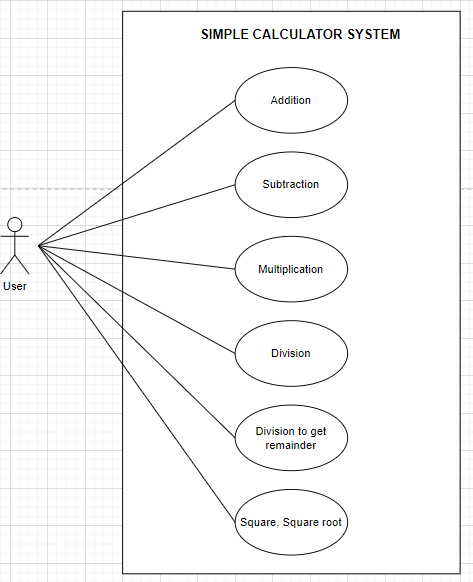 SIMPLE CALCULATOR SYSTEM
Addition
Subtraction
Multiplication
User
Division
Division to get
remainder
Square, Square root